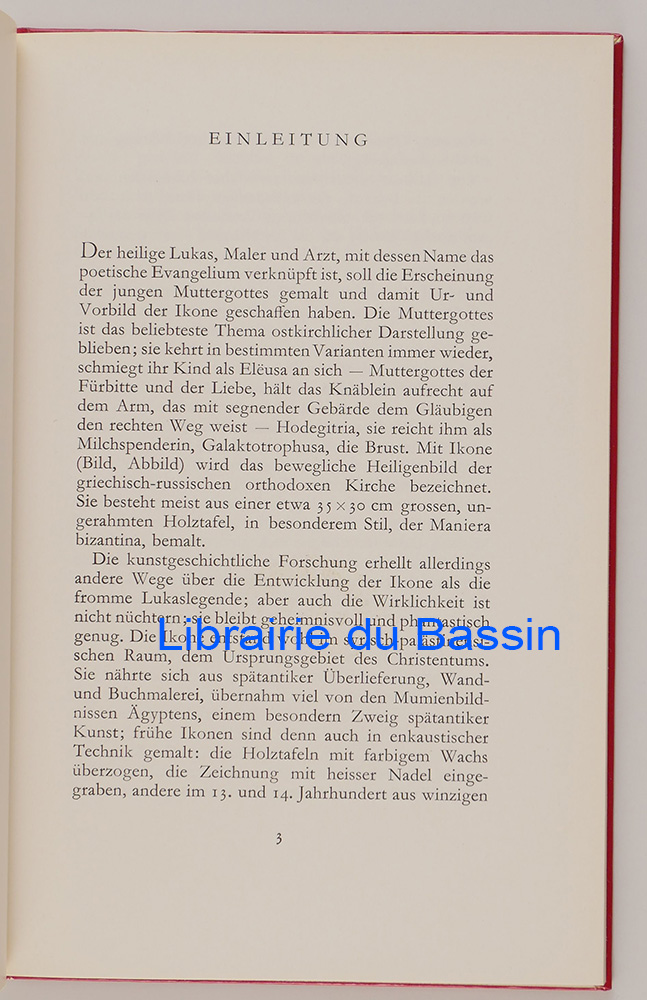 EINLEITUNG
Der heilige Lukas, Maler und Arzt, mit dessen Name das
poetische Evangelium verknüpft ist, soll die Erscheinung
der jungen Muttergottes gemalt und damit Ur- und
Vorbild der Ikone geschaffen haben. Die Muttergottes
ist das beliebteste Thema ostkirchlicher Darstellung ge-
blieben; sie kehrt in bestimmten Varianten immer wieder,
schmiegt ihr Kind als Elëusa an sich — Muttergottes der
Fürbitte und der Liebe, hält das Knäblein aufrecht auf
dem Arm, das mit segnender Gebärde dem Gläubigen
den rechten Weg weist — Hodegitria, sie reicht ihm als
Milchspenderin, Galaktotrophusa, die Brust. Mit Ikone
(Bild, Abbild) wird das bewegliche Heiligenbild der
griechisch-russischen orthodoxen Kirche bezeichnet.
Sie besteht meist aus einer etwa 35 × 30 cm grossen, un-
gerahmten Holztafel, in besonderem Stil, der Maniera
bizantina, bemalt.
Die kunstgeschichtliche Forschung erhellt allerdings
andere Wege über die Entwicklung der Ikone als die
fromme Lukaslegende; aber auch die Wirklichkeit ist
nicht nüchtern; sie bleibt geheimnisvoll und phantastisch
genug. Die Ikone entstand wohl im syrisch-palästinensi-
Librairie du Bassin
schen Raum, dem Ursprungsgebiet des Christentums.
Sie nährte sich aus spätantiker Überlieferung, Wand-
und Buchmalerei, übernahm viel von den Mumienbild-
nissen Ägyptens, einem besondern Zweig spätantiker
Kunst; frühe Ikonen sind denn auch in enkaustischer
Technik gemalt: die Holztafeln mit farbigem Wachs
überzogen, die Zeichnung mit heisser Nadel einge-
graben, andere im 13. und 14. Jahrhundert aus winzigen
3